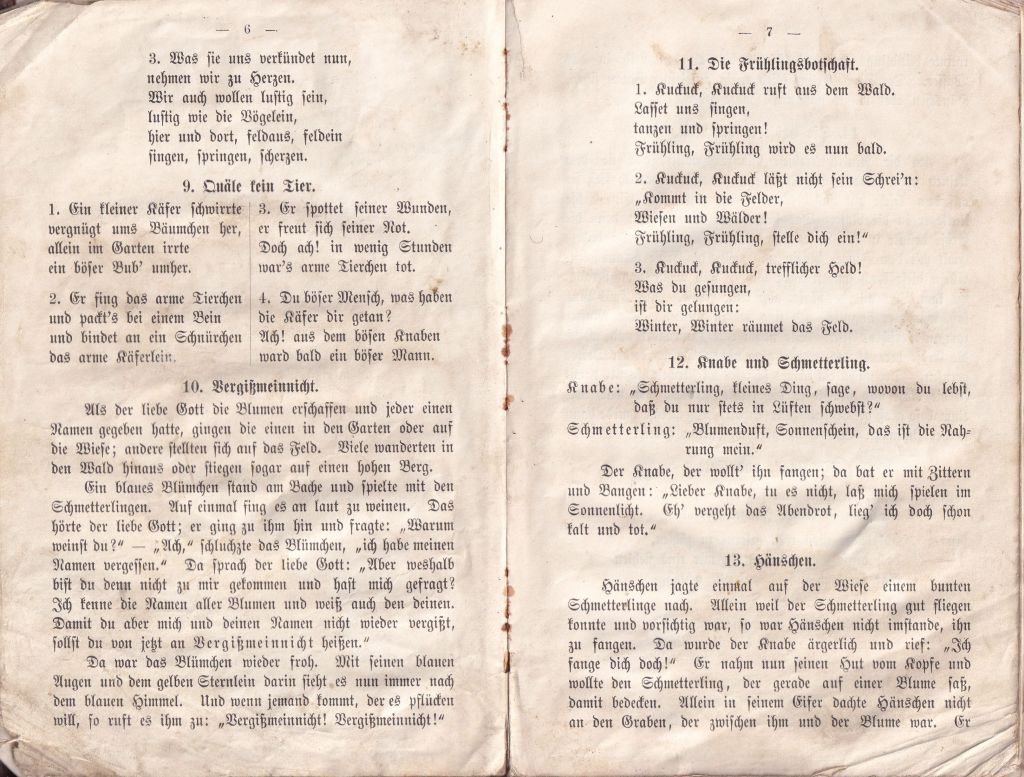 — 6 —
3. Was sie uns verkündet nun,
nehmen wir zu Herzen.
Wir auch wollen lustig sein,
lustig wie die Vögelein,
hier und dort, feldaus, feldein
singen, springen, scherzen.
9. Quäle kein Tier.
1. Ein kleiner Käfer schwirrte
vergnügt ums Bäumchen her,
allein im Garten irrte
ein böser Bub' umher.
2. Er fing das arme Tierchen
und packt's bei einem Bein
und bindet an ein Schnürchen
das arme Käferlein.
3. Er spottet seiner Wunden,
er freut sich seiner Not.
Doch ach! in wenig Stunden
war's arme Tierchen tot.
4. Du böser Mensch, was haben
die Käfer dir getan?
Ach! aus dem bösen Knaben
ward bald ein böser Mann.
10. Vergißmeinnicht.
Als der liebe Gott die Blumen erschaffen und jeder einen
Namen gegeben hatte, gingen die einen in den Garten oder auf
die Wiese; andere stellten sich auf das Feld. Viele wanderten in
den Wald hinaus oder stiegen sogar auf einen hohen Berg.
Ein blaues Blümchen stand am Bache und spielte mit den
Schmetterlingen. Auf einmal fing es an laut zu weinen. Das
hörte der liebe Gott; er ging zu ihm hin und fragte: „Warum
weinst du?“ — „Ach,“ schluchzte das Blümchen, „ich habe meinen
Namen vergessen.“ Da sprach der liebe Gott: „Aber weshalb
bist du denn nicht zu mir gekommen und hast mich gefragt?
Ich kenne die Namen aller Blumen und weiß auch den deinen.
Damit du aber mich und deinen Namen nicht wieder vergißt,
sollst du von jetzt an Vergißmeinnicht heißen.“
Da war das Blümchen wieder froh. Mit seinen blauen
Augen und dem gelben Sternlein darin sieht es nun immer nach
dem blauen Himmel. Und wenn jemand kommt, der es pflücken
will, so ruft es ihm zu: „Vergißmeinnicht! Vergißmeinnicht!“
— 7 —
11. Die Frühlingsbotschaft.
1. Kuckuck, Kuckuck ruft aus dem Wald.
Lasset uns singen,
tanzen und springen!
Frühling, Frühling wird es nun bald.
2. Kuckuck, Kuckuck läßt nicht sein Schrei'n:
„Kommt in die Felder,
Wiesen und Wälder!
Frühling, Frühling, stelle dich ein!“
3. Kuckuck, Kuckuck, trefflicher Held!
Was du gesungen,
ist dir gelungen:
Winter, Winter räumet das Feld.
12. Knabe und Schmetterling.
Knabe: „Schmetterling, kleines Ding, sage, wovon du lebst,
daß du nur stets in Lüften schwebst?“
Schmetterling: „Blumenduft, Sonnenschein, das ist die Nah-
rung mein.“
Der Knabe, der wollt' ihn fangen; da bat er mit Zittern
und Bangen: „Lieber Knabe, tu es nicht, laß mich spielen im
Sonnenlicht. Eh' vergeht das Abendrot, lieg' ich doch schon
kalt und tot.“
13. Hänschen.
Hänschen jagte einmal auf der Wiese einem bunten
Schmetterlinge nach. Allein weil der Schmetterling gut fliegen
konnte und vorsichtig war, so war Hänschen nicht imstande, ihn
zu fangen. Da wurde der Knabe ärgerlich und rief: „Ich
fange dich doch!“ Er nahm nun seinen Hut vom Kopfe und
wollte den Schmetterling, der gerade auf einer Blume saß,
damit bedecken. Allein in seinem Eifer dachte Hänschen nicht
an den Graben, der zwischen ihm und der Blume war. Er